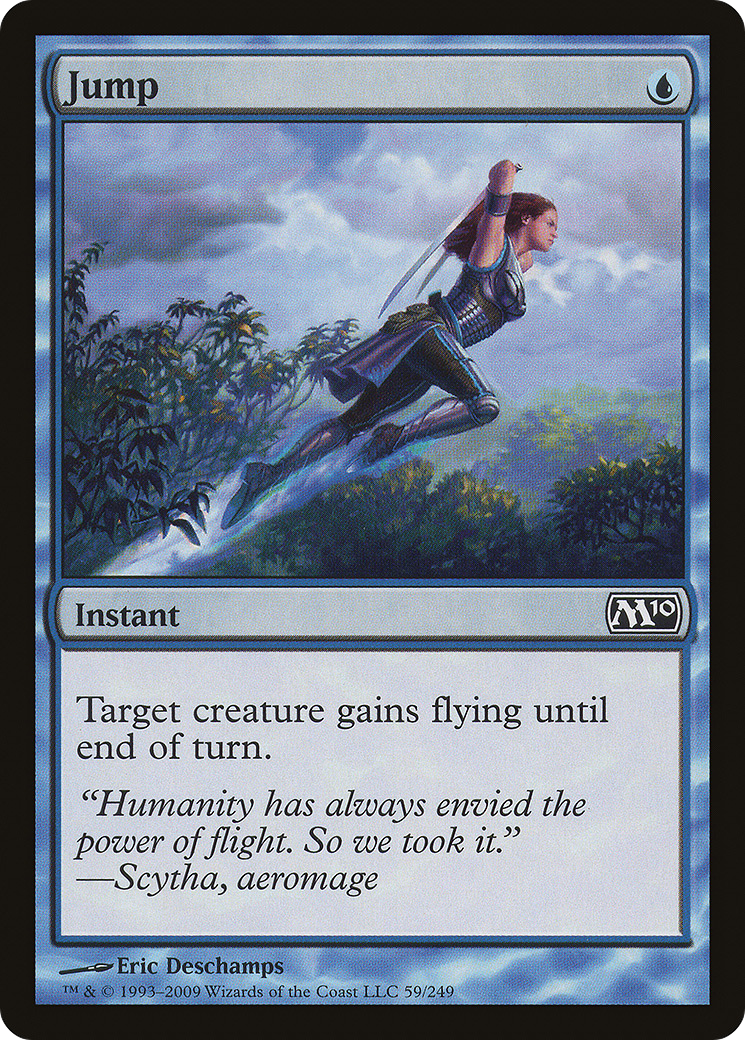 Jump
Instant
M10
Target creature gains flying until
end of turn.
“Humanity has always envied the
power of flight. So we took it.”
—Scytha, aeromage
Eric Deschamps
™ & © 1993–2009 Wizards of the Coast LLC 59/249